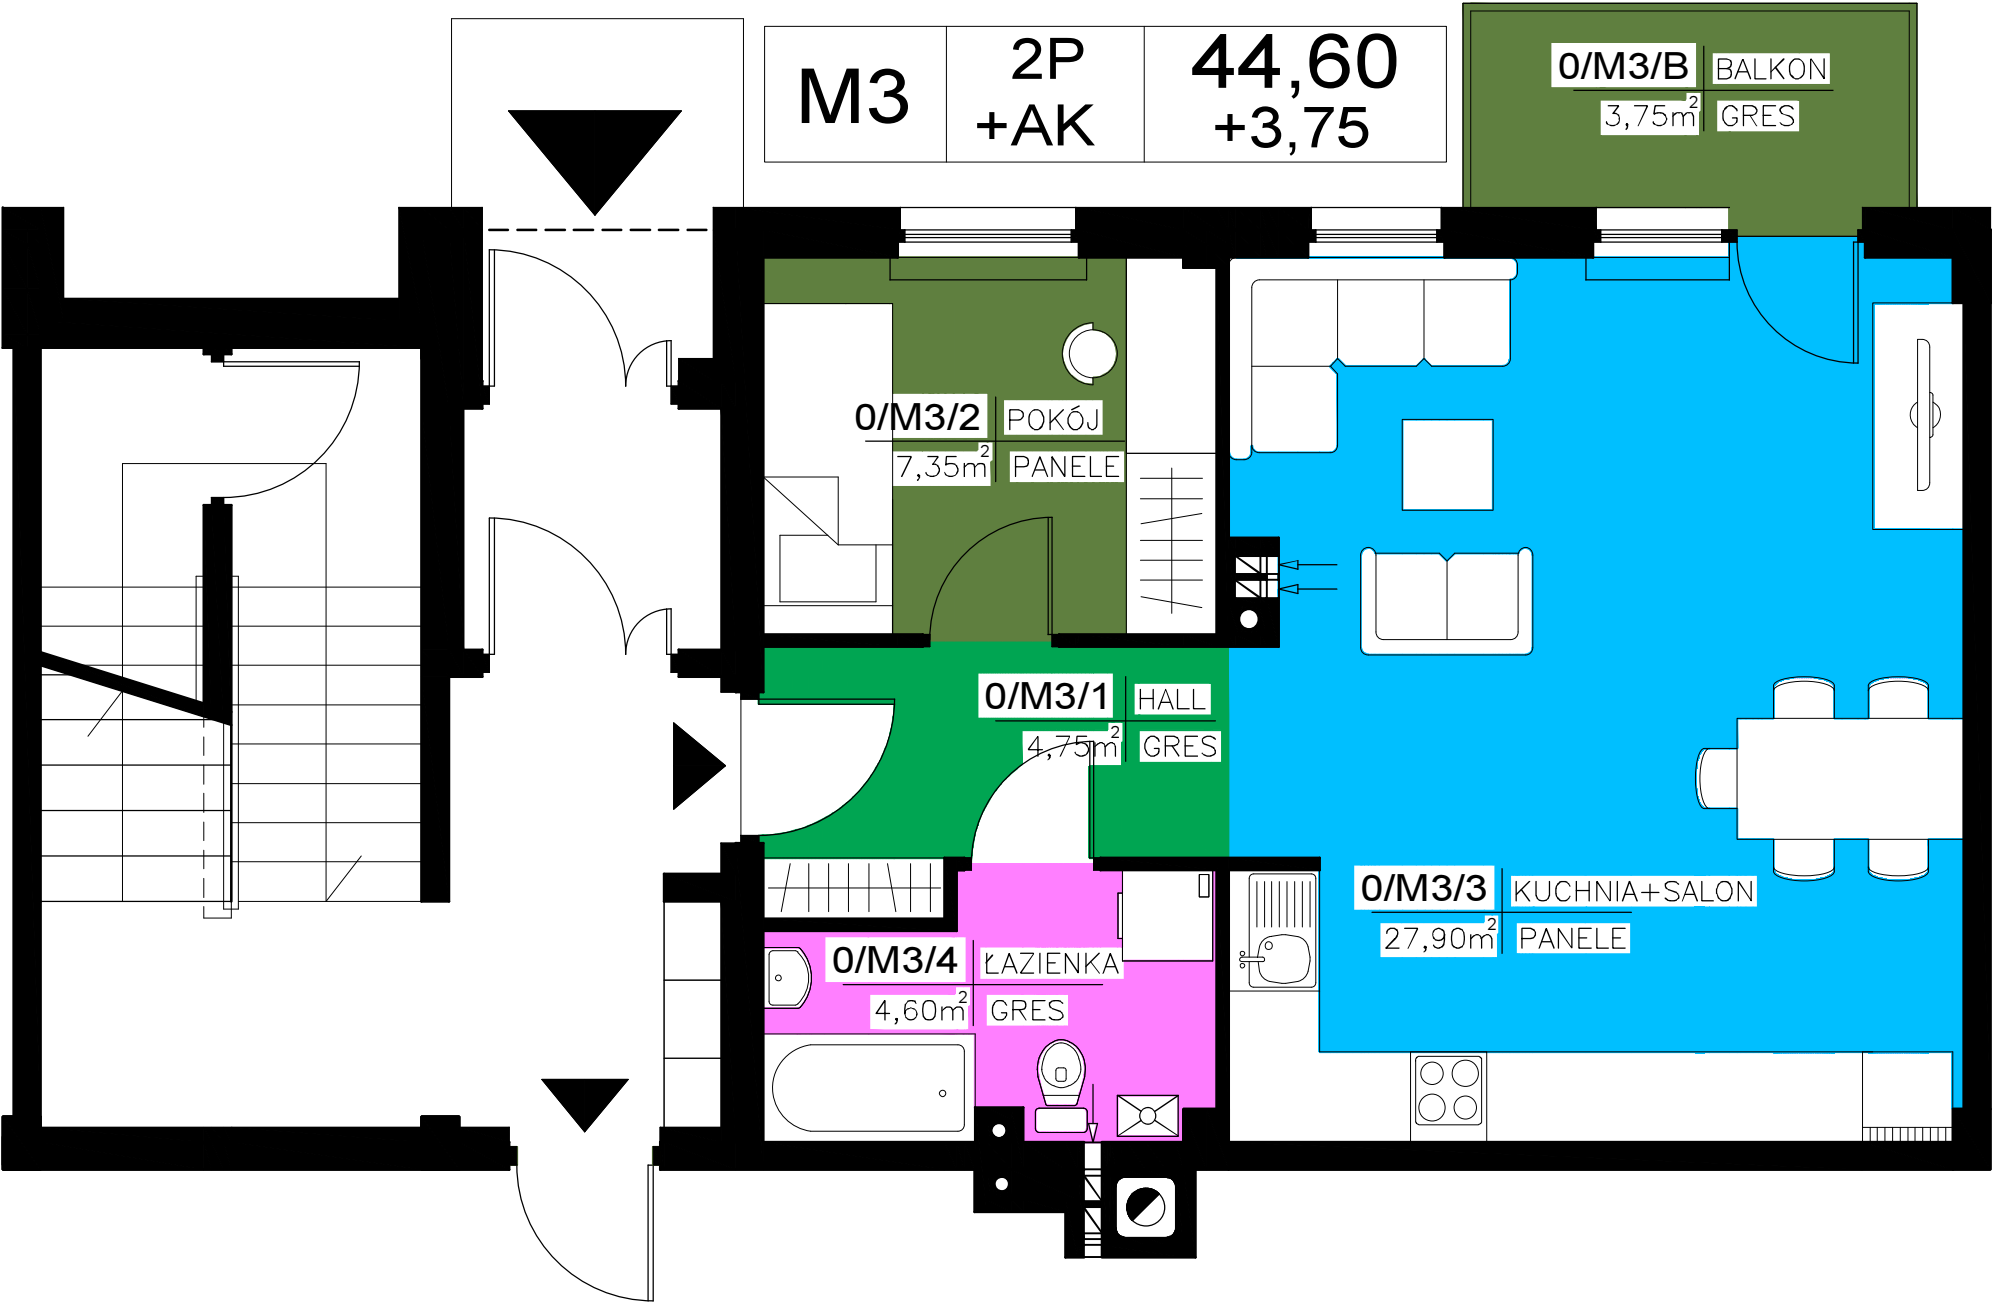 M3
2P
+AK
44,60
+3,75
0/M3/B BALKON
3,75m² GRES
0/M3/2 POKÓJ
7,35m² PANELE
0/M3/1 HALL
4,75m² GRES
0/M3/3 KUCHNIA+SALON
27,90m² PANELE
0/M3/4 ŁAZIENKA
4,60m² GRES